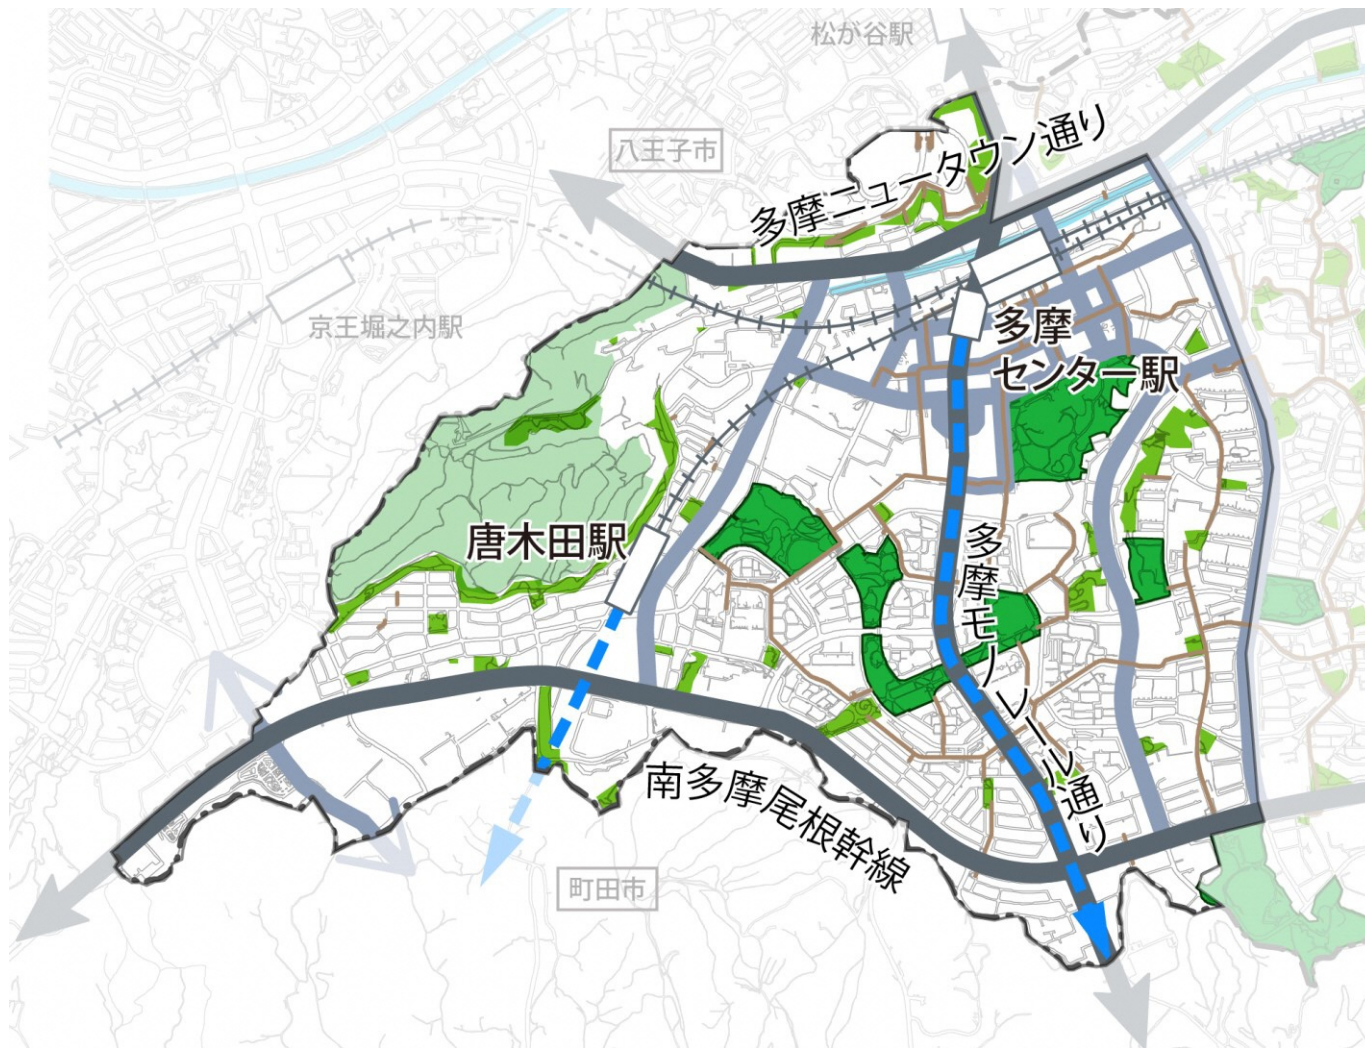 松が谷駅
八王子市
多摩ニュータウン通り
京王堀之内駅
多摩
センター駅
唐木田駅
多摩モノレール通り
南多摩尾根幹線
町田市